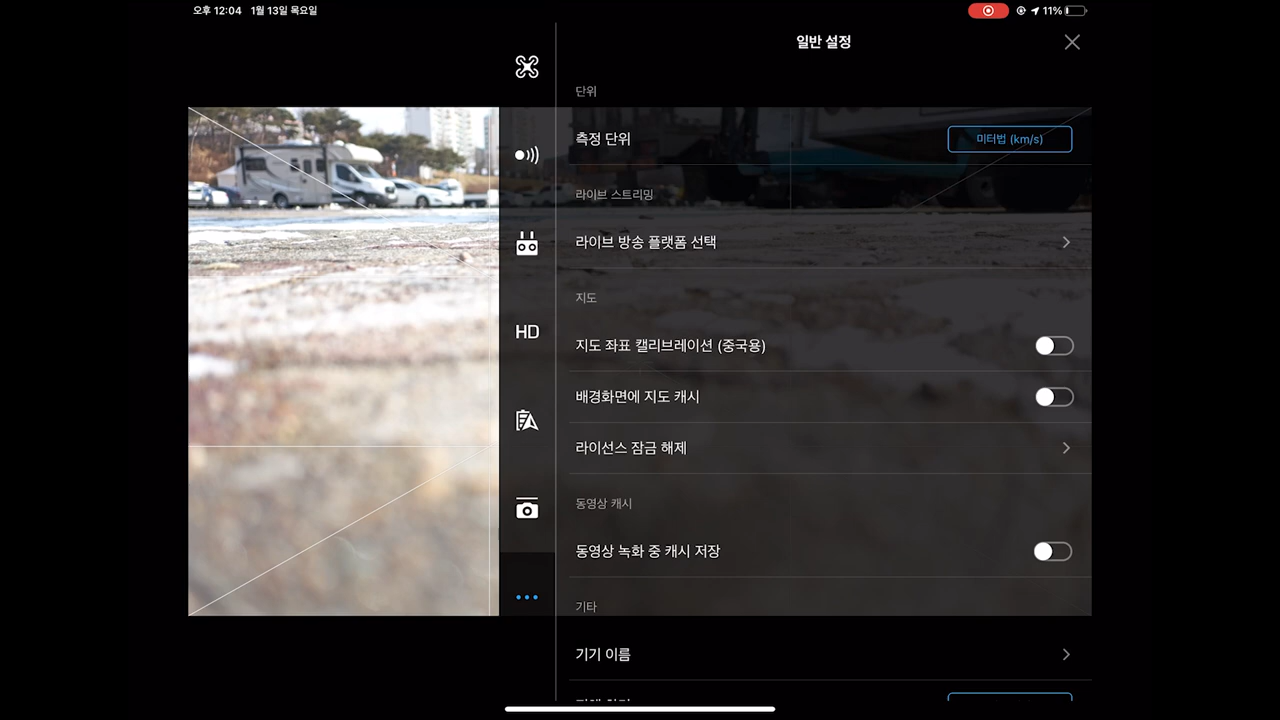 오후 12:04 1월 13일 목요일
11%
일반 설정
단위
측정 단위
미터법 (km/s)
라이브 스트리밍
라이브 방송 플랫폼 선택
지도
HD
지도 좌표 캘리브레이션 (중국용)
배경화면에 지도 캐시
라이선스 잠금 해제
동영상 캐시
동영상 녹화 중 캐시 저장
기타
기기 이름